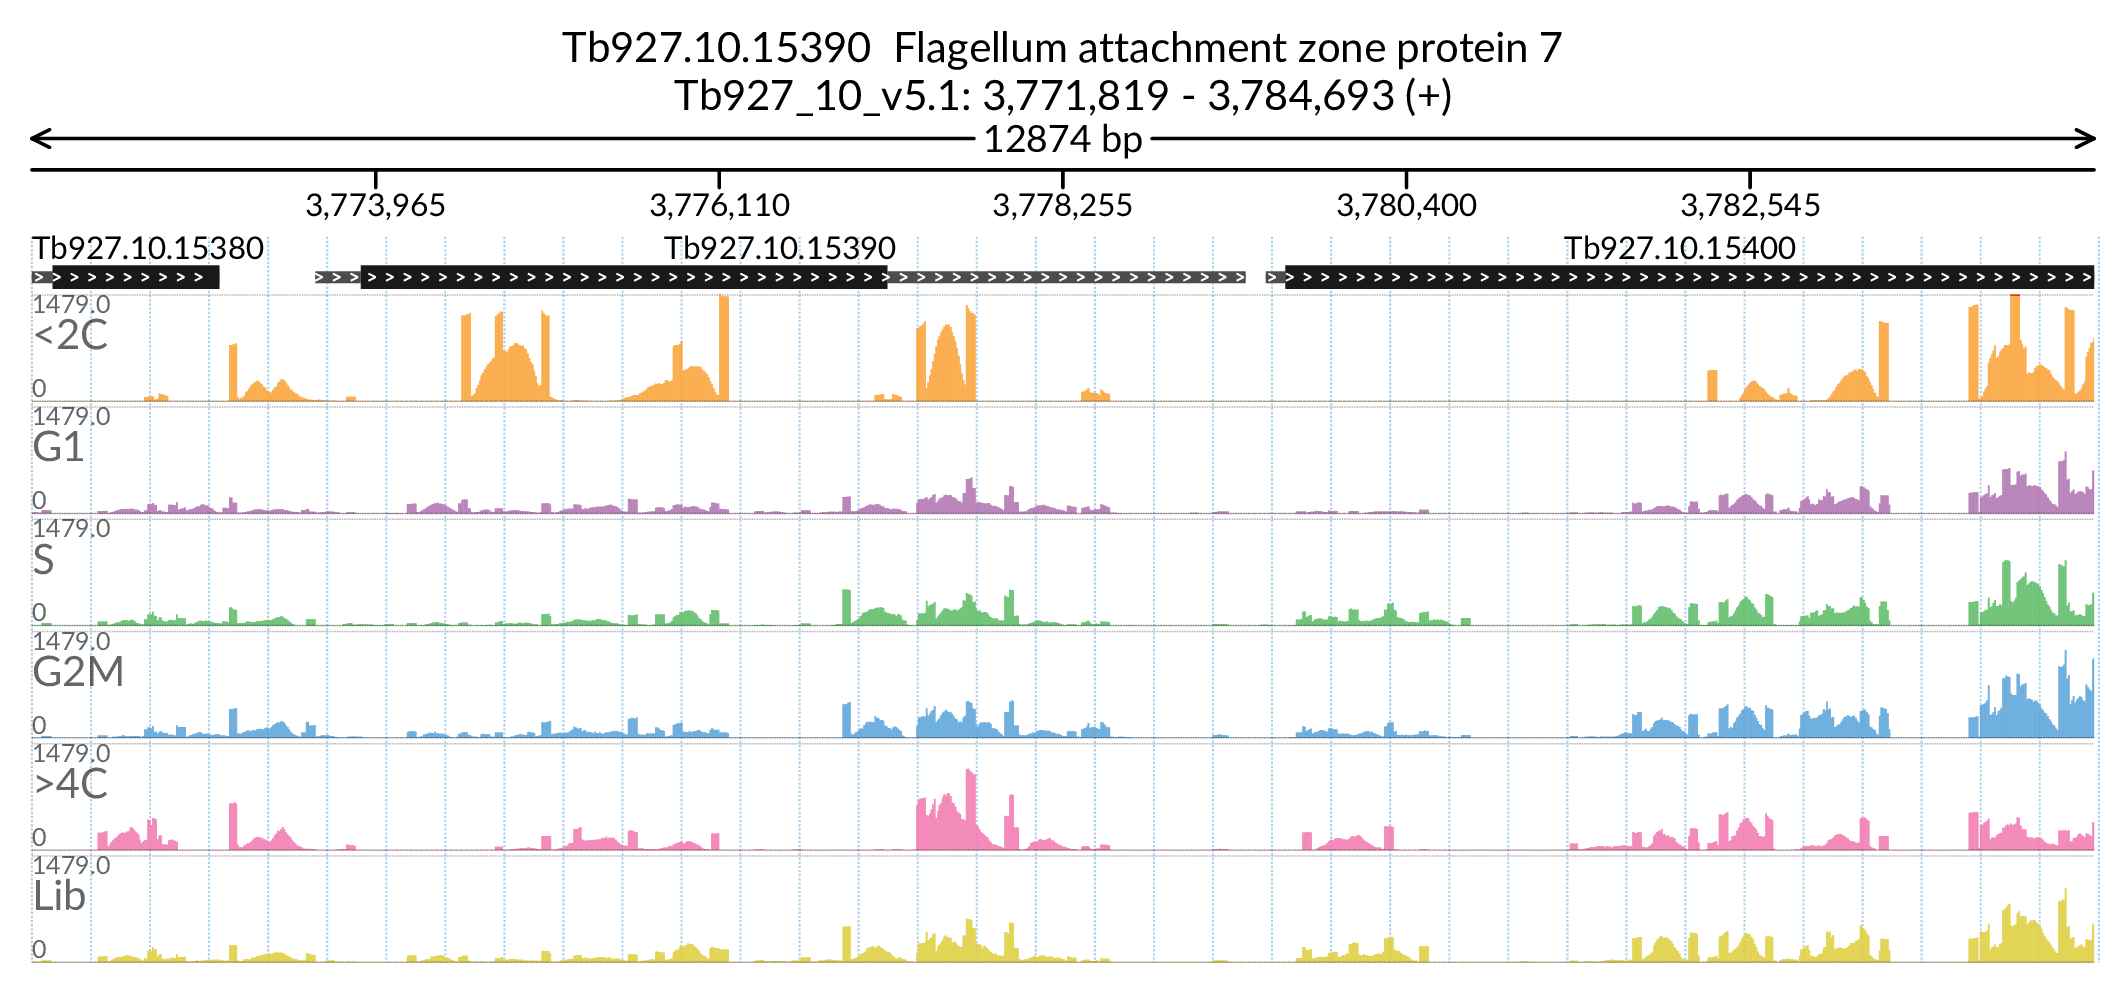 Tb927.10.15390  Flagellum attachment zone protein 7
Tb927_10_v5.1: 3,771,819 - 3,784,693 (+)
12874 bp
3,773,965 3,776,110 3,778,255 3,780,400 3,782,545
Tb927.10.15380 Tb927.10.15390 Tb927.10.15400
1479.0
<2C
0
1479.0
G1
0
1479.0
S
0
1479.0
G2M
0
1479.0
>4C
0
1479.0
Lib
0